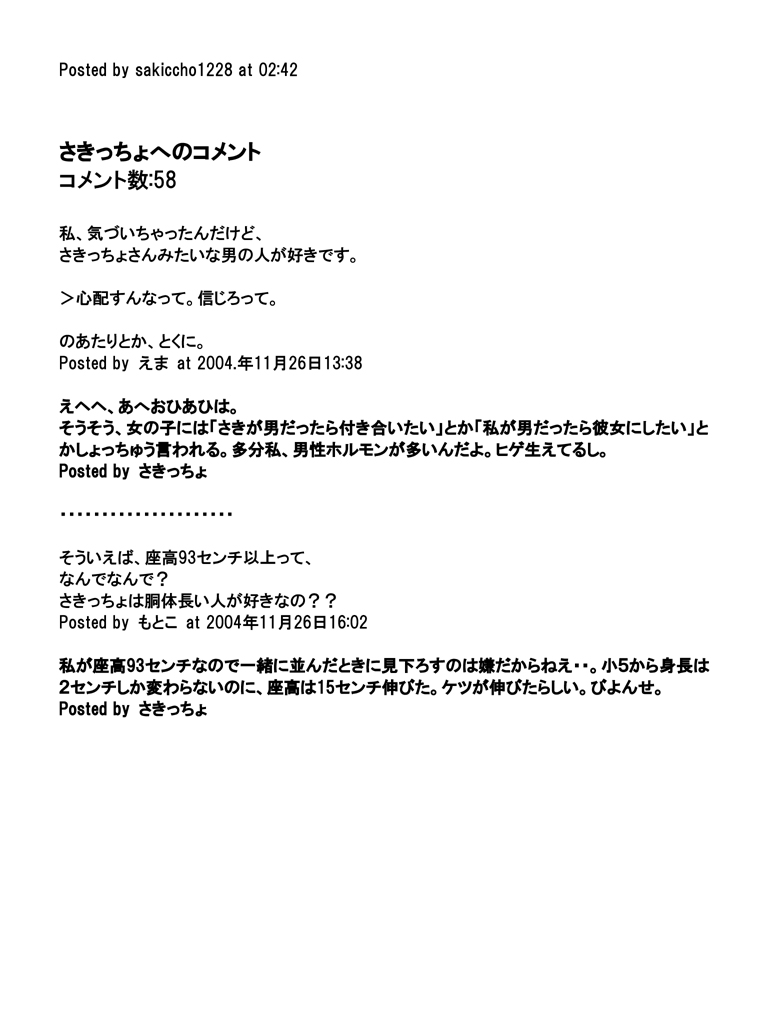 Posted by sakiccho1228 at 02:42
さきっちょへのコメント
コメント数:58
私、気づいちゃったんだけど、
さきっちょさんみたいな男の人が好きです。
＞心配すんなって。信じろって。
のあたりとか、とくに。
Posted by えま at 2004.年11月26日13:38
えへへ、あへおひあひは。
そうそう、女の子には「さきが男だったら付き合いたい」とか「私が男だったら彼女にしたい」と
かしょっちゅう言われる。多分私、男性ホルモンが多いんだよ。ヒゲ生えてるし。
Posted by さきっちょ
・・・・・・・・・・・・・・・・・・・・・
そういえば、座高93センチ以上って、
なんでなんで？
さきっちょは胴体長い人が好きなの？？
Posted by もとこ at 2004年11月26日16:02
私が座高93センチなので一緒に並んだときに見下ろすのは嫌だからねえ・・。小５から身長は
２センチしか変わらないのに、座高は15センチ伸びた。ケツが伸びたらしい。びよんせ。
Posted by さきっちょ